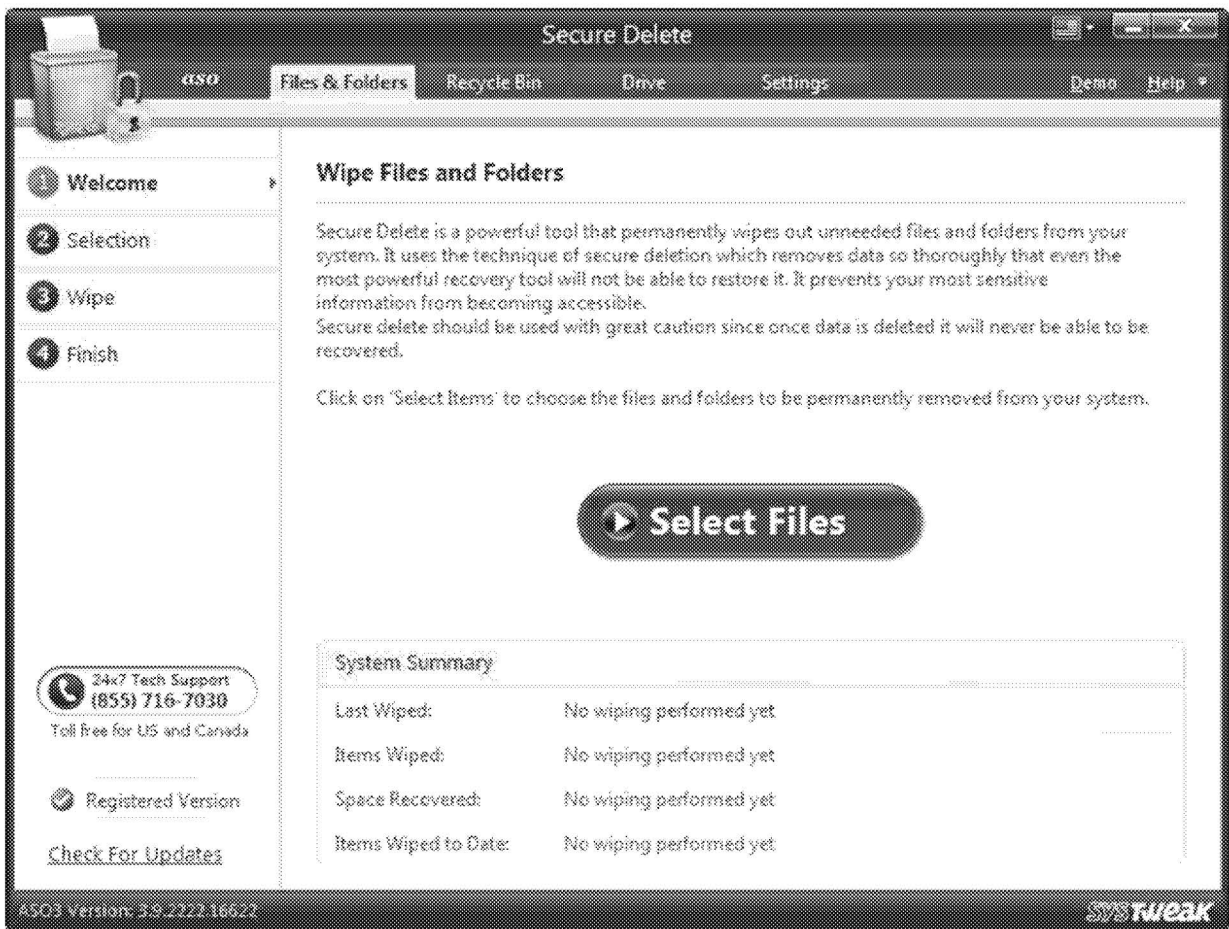 Secure Delete
aso
Files & Folders
Recycle Bin
Drive
Settings
Demo
Help
1 Welcome
2 Selection
3 Wipe
4 Finish
Wipe Files and Folders
Secure Delete is a powerful tool that permanently wipes out unneeded files and folders from your
system. It uses the technique of secure deletion which removes data so thoroughly that even the
most powerful recovery tool will not be able to restore it. It prevents your most sensitive
information from becoming accessible.
Secure delete should be used with great caution since once data is deleted it will never be able to be
recovered.
Click on 'Select Items' to choose the files and folders to be permanently removed from your system.
Select Files
System Summary
Last Wiped: No wiping performed yet
Items Wiped: No wiping performed yet
Space Recovered: No wiping performed yet
Items Wiped to Date: No wiping performed yet
24x7 Tech Support
(855) 716-7030
Toll free for US and Canada
Registered Version
Check For Updates
ASO3 Version: 3.9.2222.16622
SYSTweak